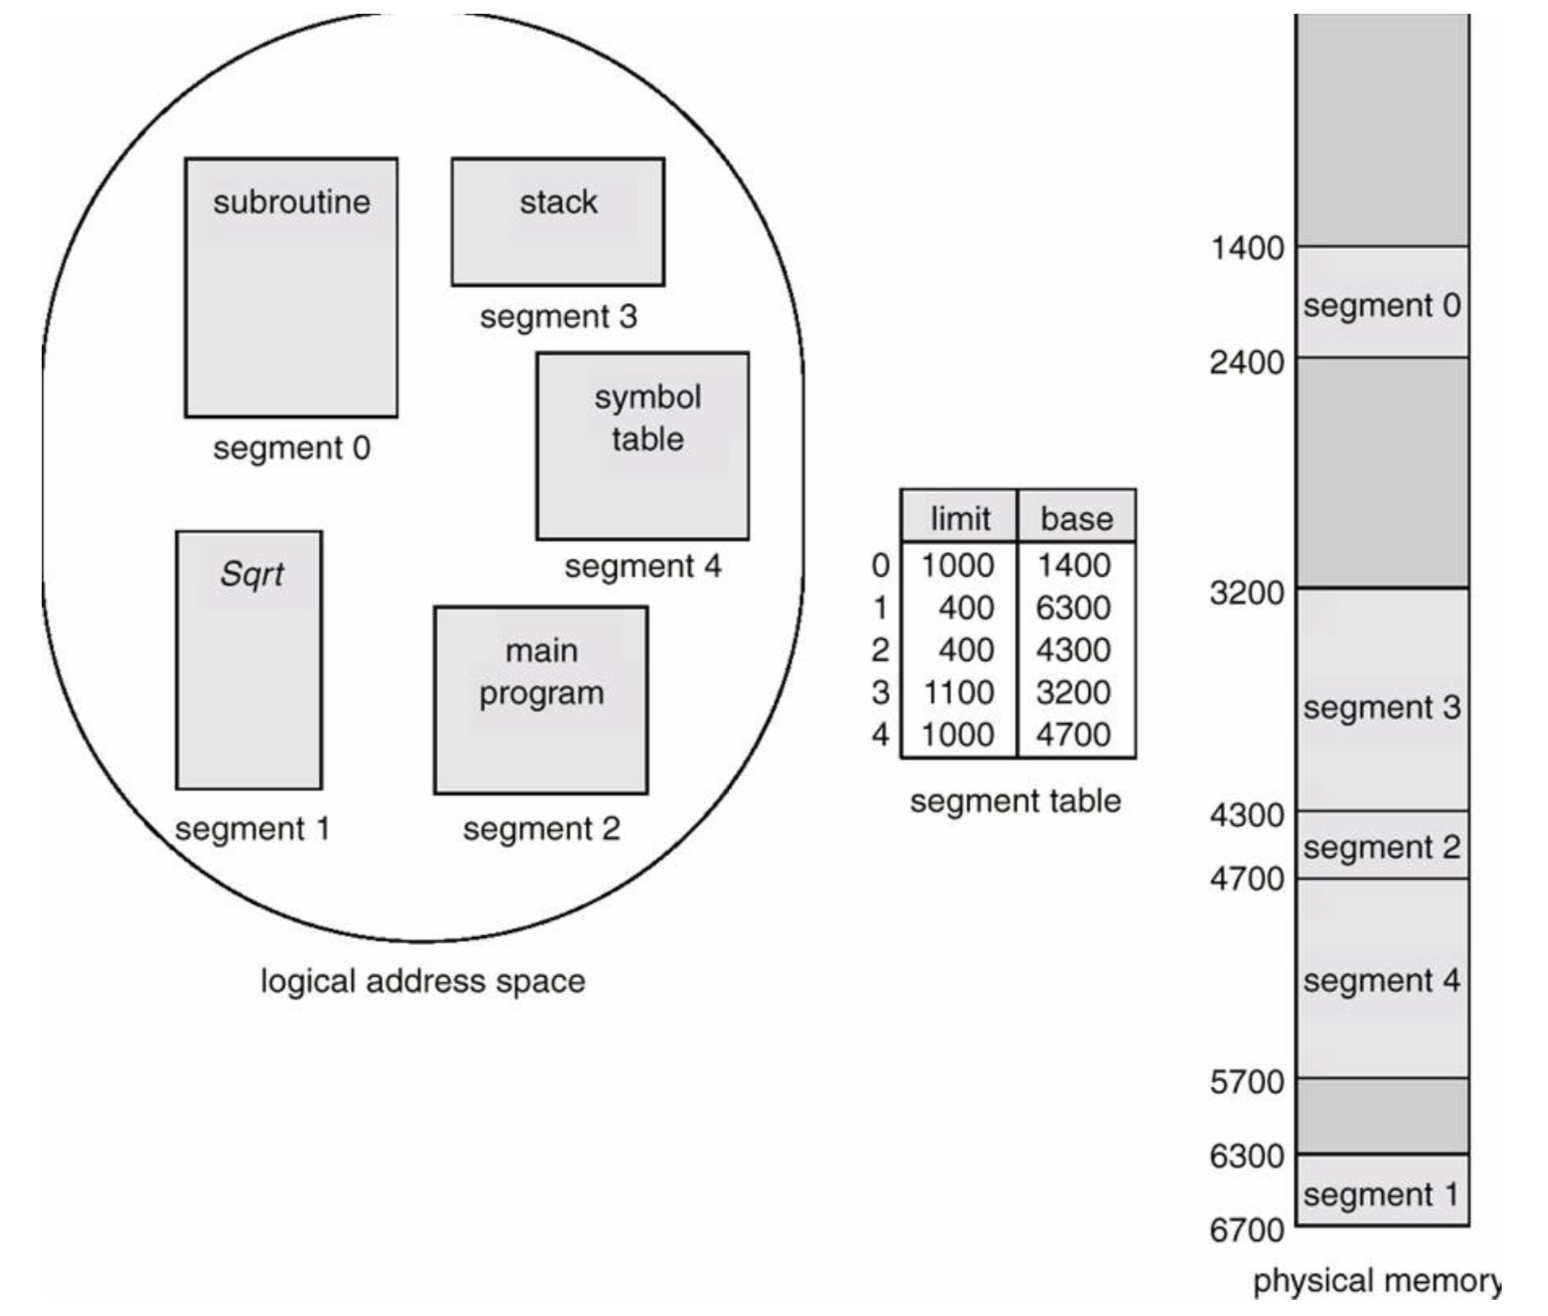 subroutine
segment 0
stack
segment 3
symbol
table
segment 4
Sqrt
segment 1
main
program
segment 2
logical address space
limit base
0 1000 1400
1 400 6300
2 400 4300
3 1100 3200
4 1000 4700
segment table
1400
segment 0
2400
3200
segment 3
4300
segment 2
4700
segment 4
5700
6300
segment 1
6700
physical memory